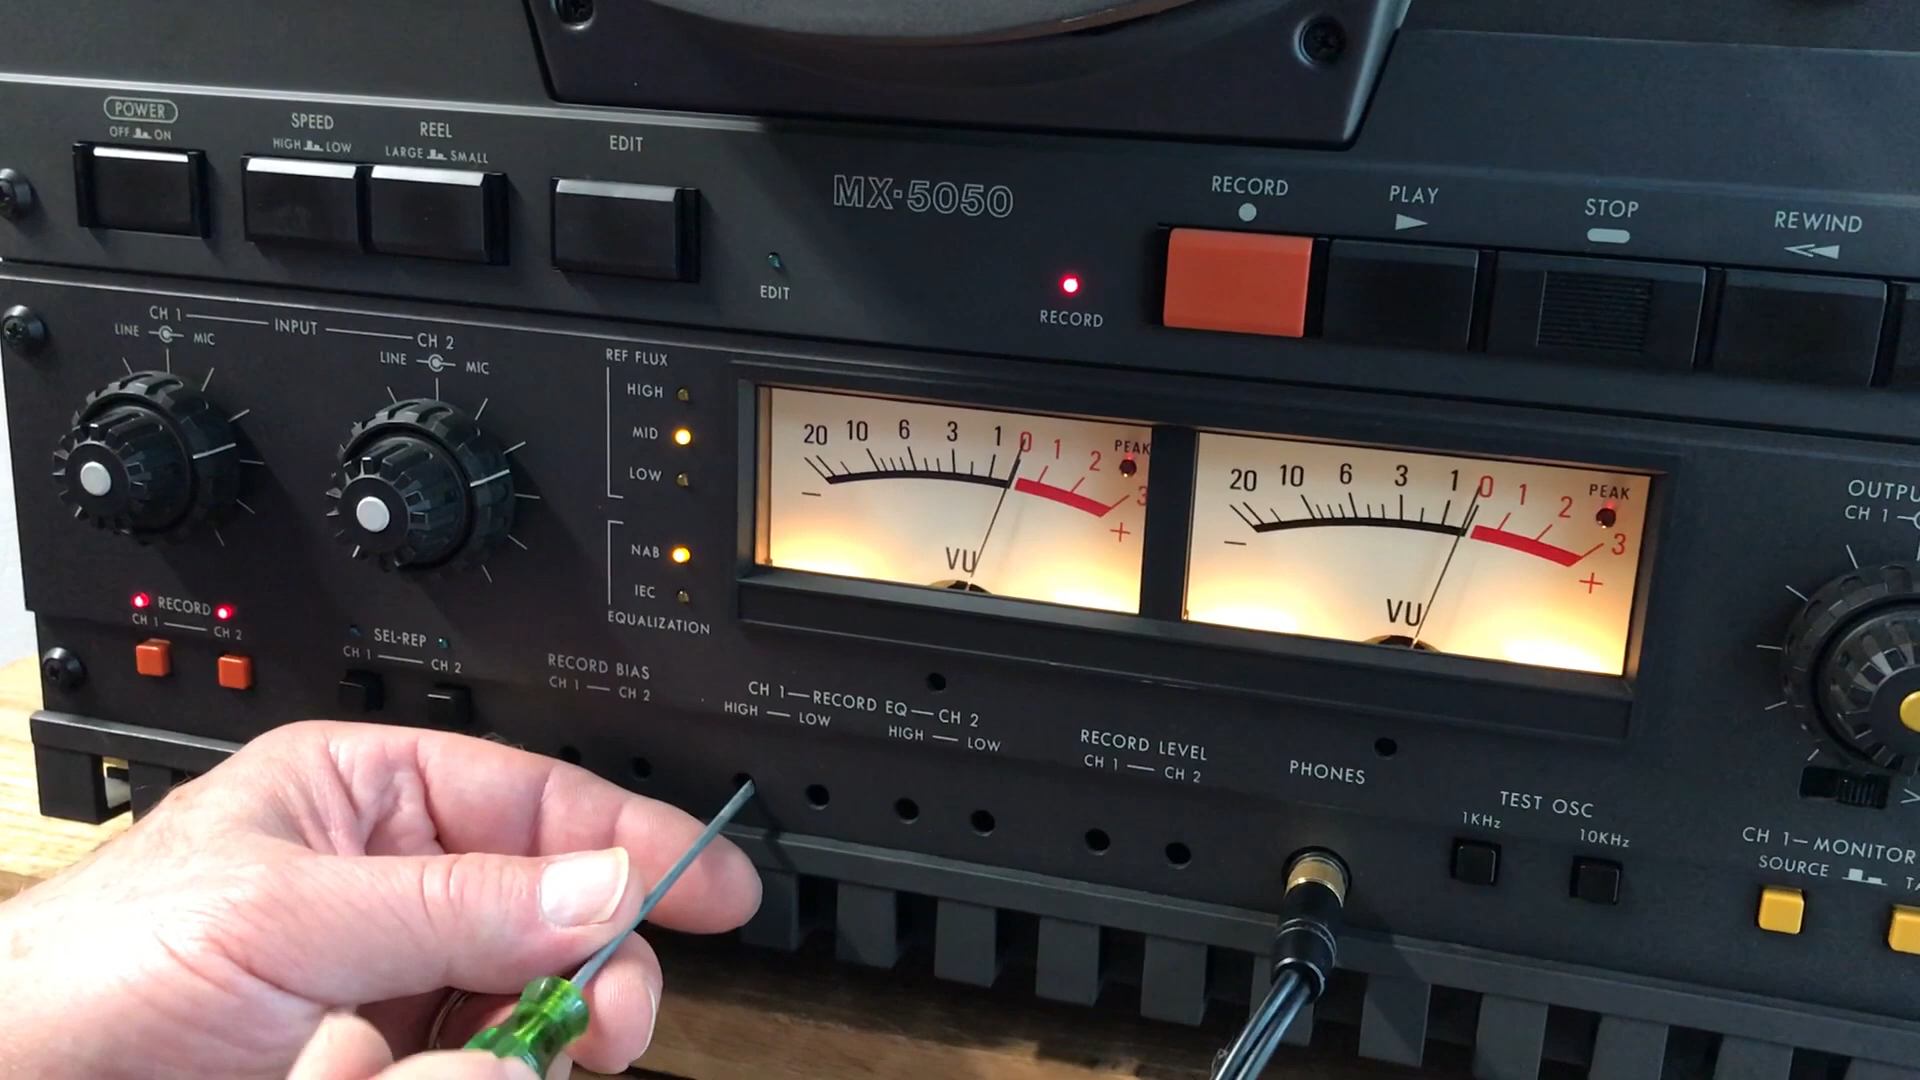 POWER
OFF ON
SPEED
HIGH LOW
REEL
LARGE SMALL
EDIT
MX-5050
EDIT
RECORD
RECORD
PLAY
STOP
REWIND
CH 1 INPUT CH 2
LINE MIC
LINE MIC
REF FLUX
HIGH
MID
LOW
NAB
IEC
EQUALIZATION
20 10 6 3 1 0 1 2 3
PEAK
- +
VU
20 10 6 3 1 0 1 2 3
PEAK
- +
VU
CH 1
RECORD
CH 1 CH 2
SEL-REP
CH 1 CH 2
RECORD BIAS
CH 1 CH 2
CH 1 RECORD EQ CH 2
HIGH LOW
HIGH LOW
RECORD LEVEL
CH 1 CH 2
PHONES
TEST OSC
1KHz 10KHz
CH 1 MONITOR
SOURCE